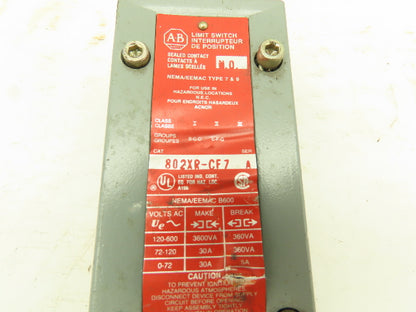 AB
LIMIT SWITCH
INTERRUPTEUR
DE POSITION
SEALED CONTACT
CONTACTS À
LAMES SCELLÉS
NEMA/EEMAC TYPE 7 & 9
FOR USE IN
HAZARDOUS LOCATIONS
N.E.C.
POUR ENDROITS HASARDEUX
ACNOR
CLASS
CLASSE
GROUPS
GROUPES
CAT SER
802XR-CF7 A
UL LISTED IND. CONT.
EQ. FOR HAZ. LOC.
NEMA/EEMAC B600
VOLTS AC MAKE BREAK
Ue ~
120-600 3600VA 360VA
72-120 30A 360VA
0-72 30A 5A
CAUTION
TO PREVENT IGNITION
HAZARDOUS ATMOSPHERES
DISCONNECT DEVICE FROM SUPPLY
CIRCUIT BEFORE OPENING
KEEP ASSEMBLY TIGHTLY